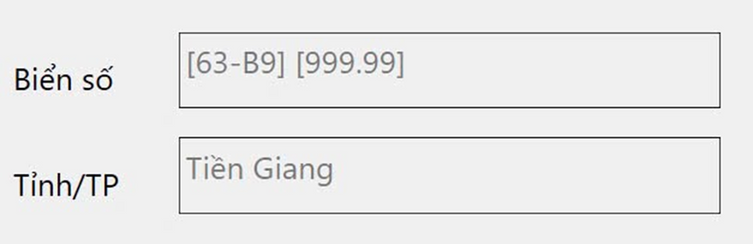 Biển số [63-B9] [999.99]
Tỉnh/TP Tiền Giang